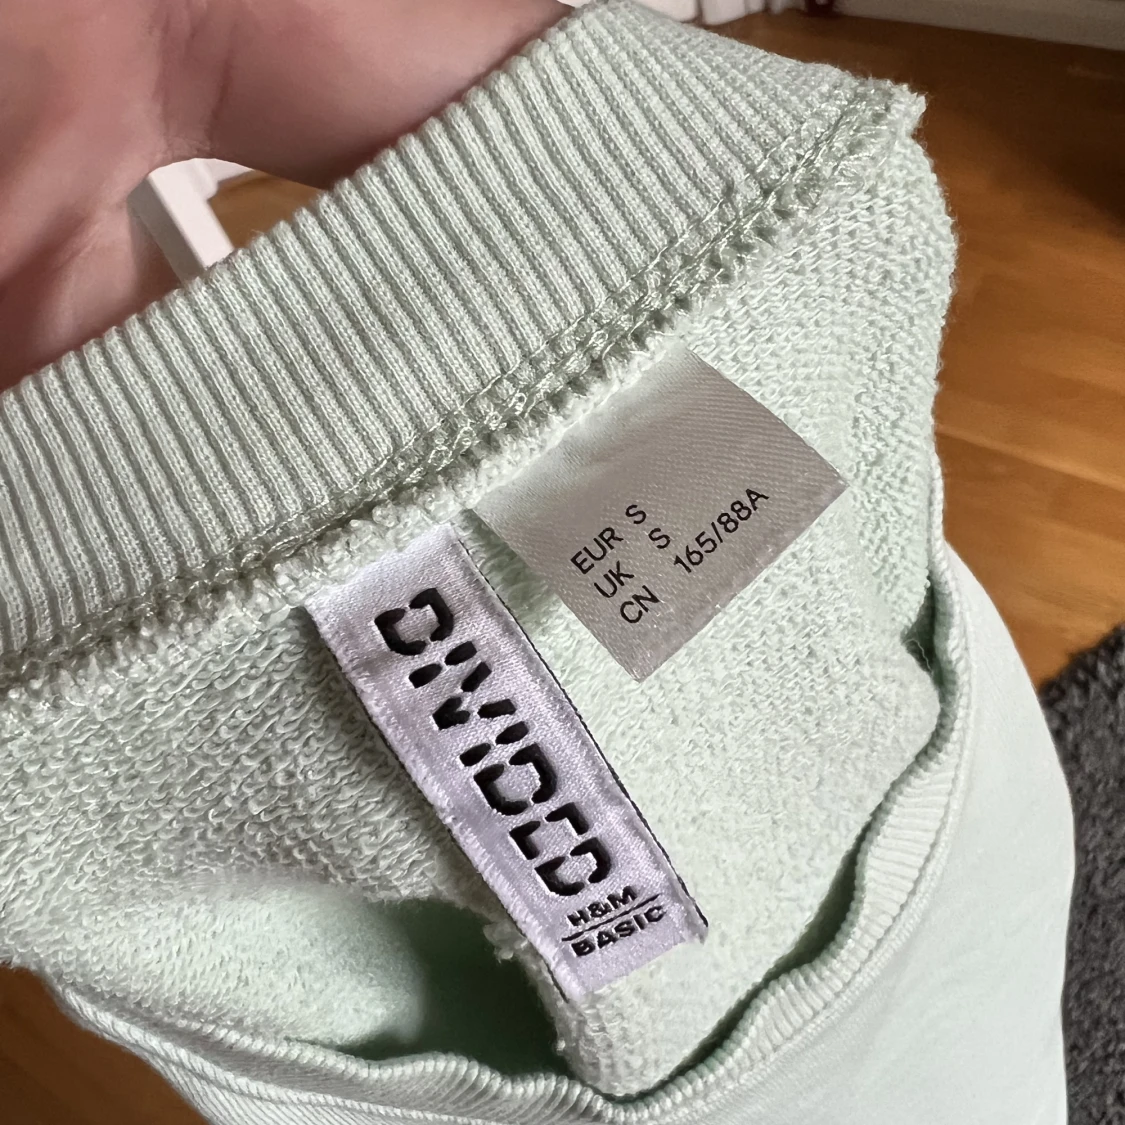 EUR S
UK S
CN 165/88A
DIVIDED
H&M
BASIC